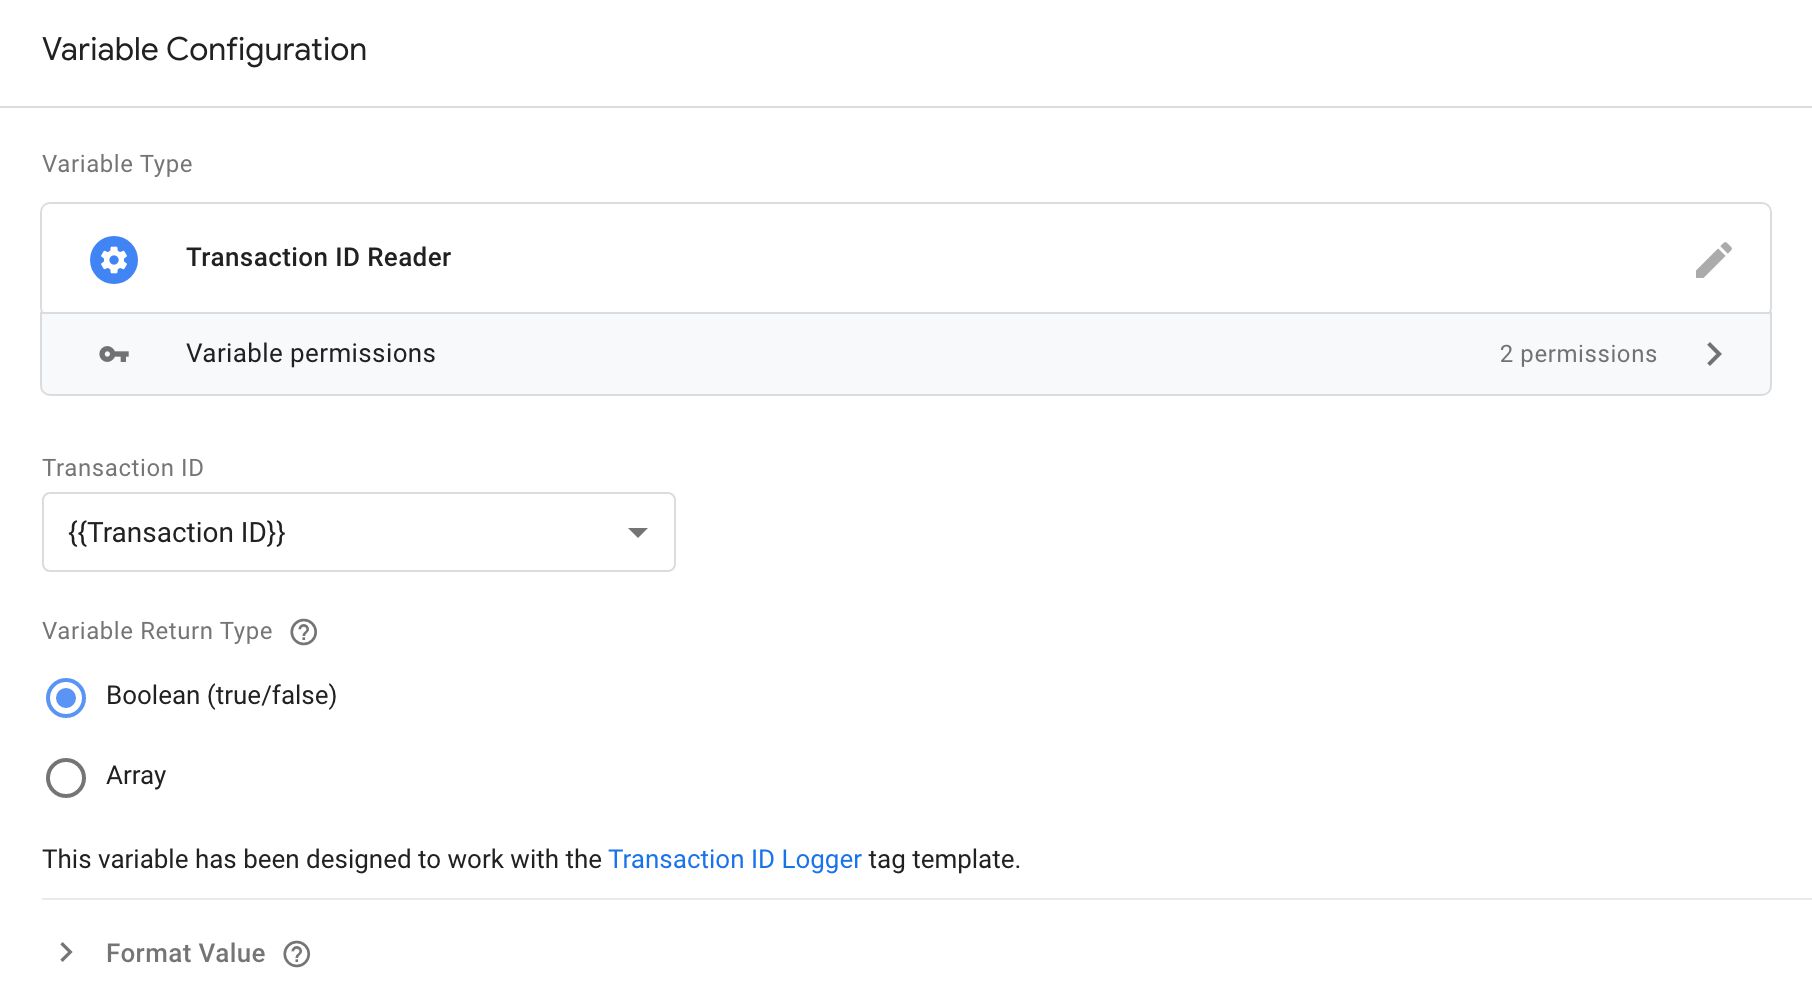 Variable Configuration
Variable Type
Transaction ID Reader
Variable permissions 2 permissions
Transaction ID
{{Transaction ID}}
Variable Return Type
Boolean (true/false)
Array
This variable has been designed to work with the Transaction ID Logger tag template.
Format Value